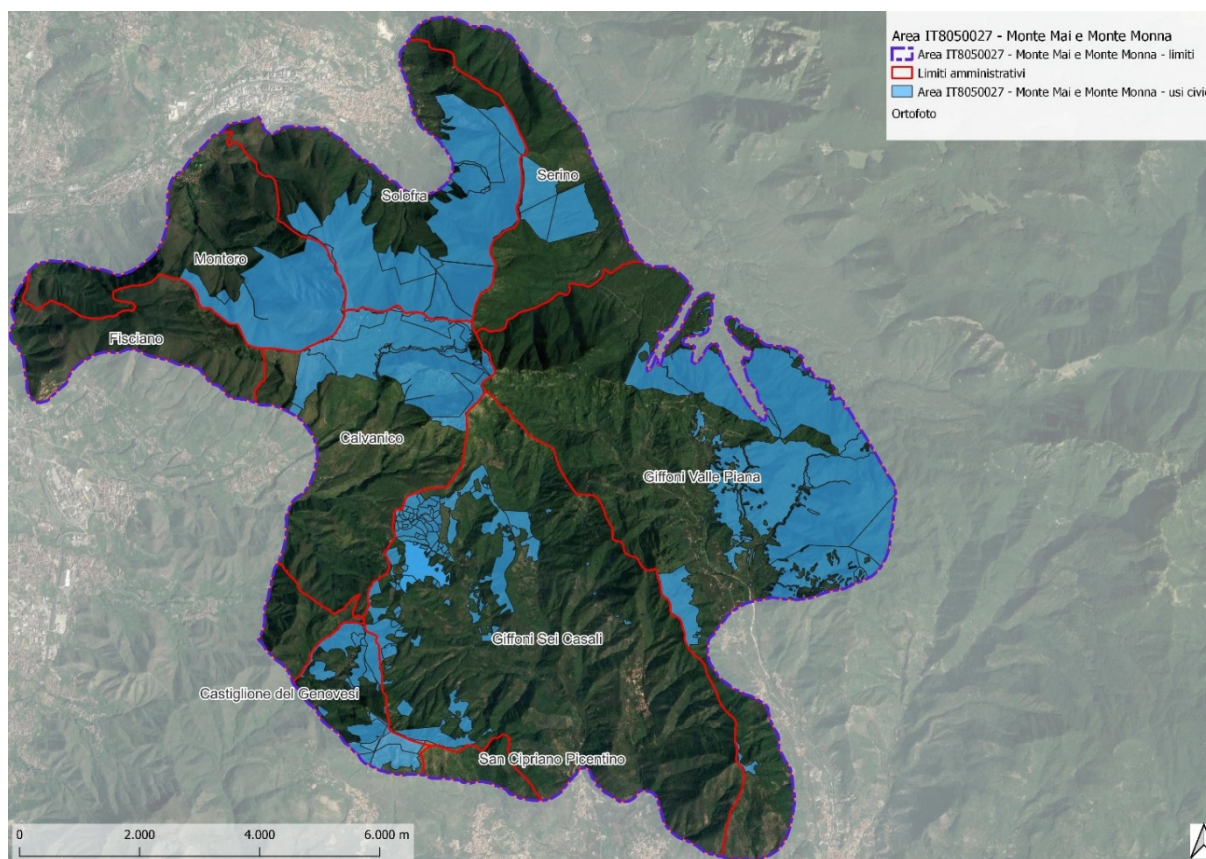 Area IT8050027 - Monte Mai e Monte Monna
Area IT8050027 - Monte Mai e Monte Monna - limiti
Limiti amministrativi
Area IT8050027 - Monte Mai e Monte Monna - usi civic
Ortofoto
Serino
Solofra
Montoro
Fisciano
Calvanico
Giffoni Valle Piana
Giffoni Sei Casali
Castiglione del Genovesi
San Cipriano Picentino
0 2.000 4.000 6.000 m